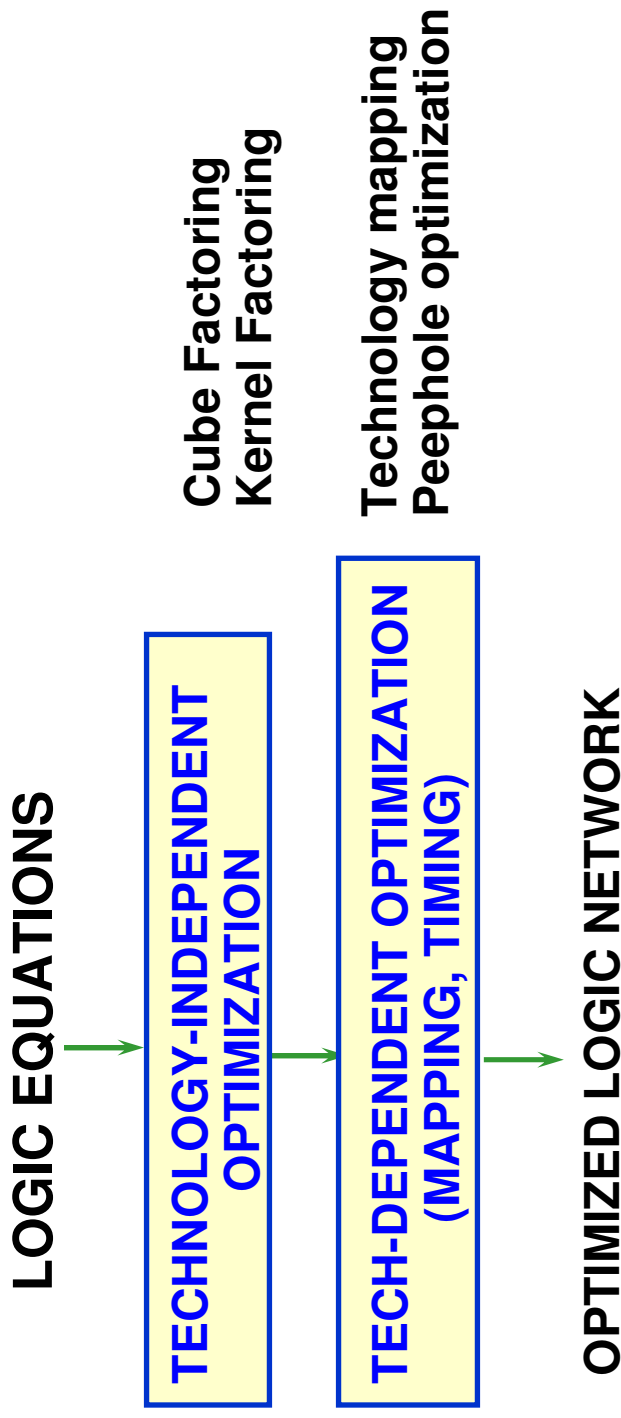 LOGIC EQUATIONS
TECHNOLOGY-INDEPENDENT
OPTIMIZATION
Cube Factoring
Kernel Factoring
TECH-DEPENDENT OPTIMIZATION
(MAPPING, TIMING)
Technology mapping
Peephole optimization
OPTIMIZED LOGIC NETWORK